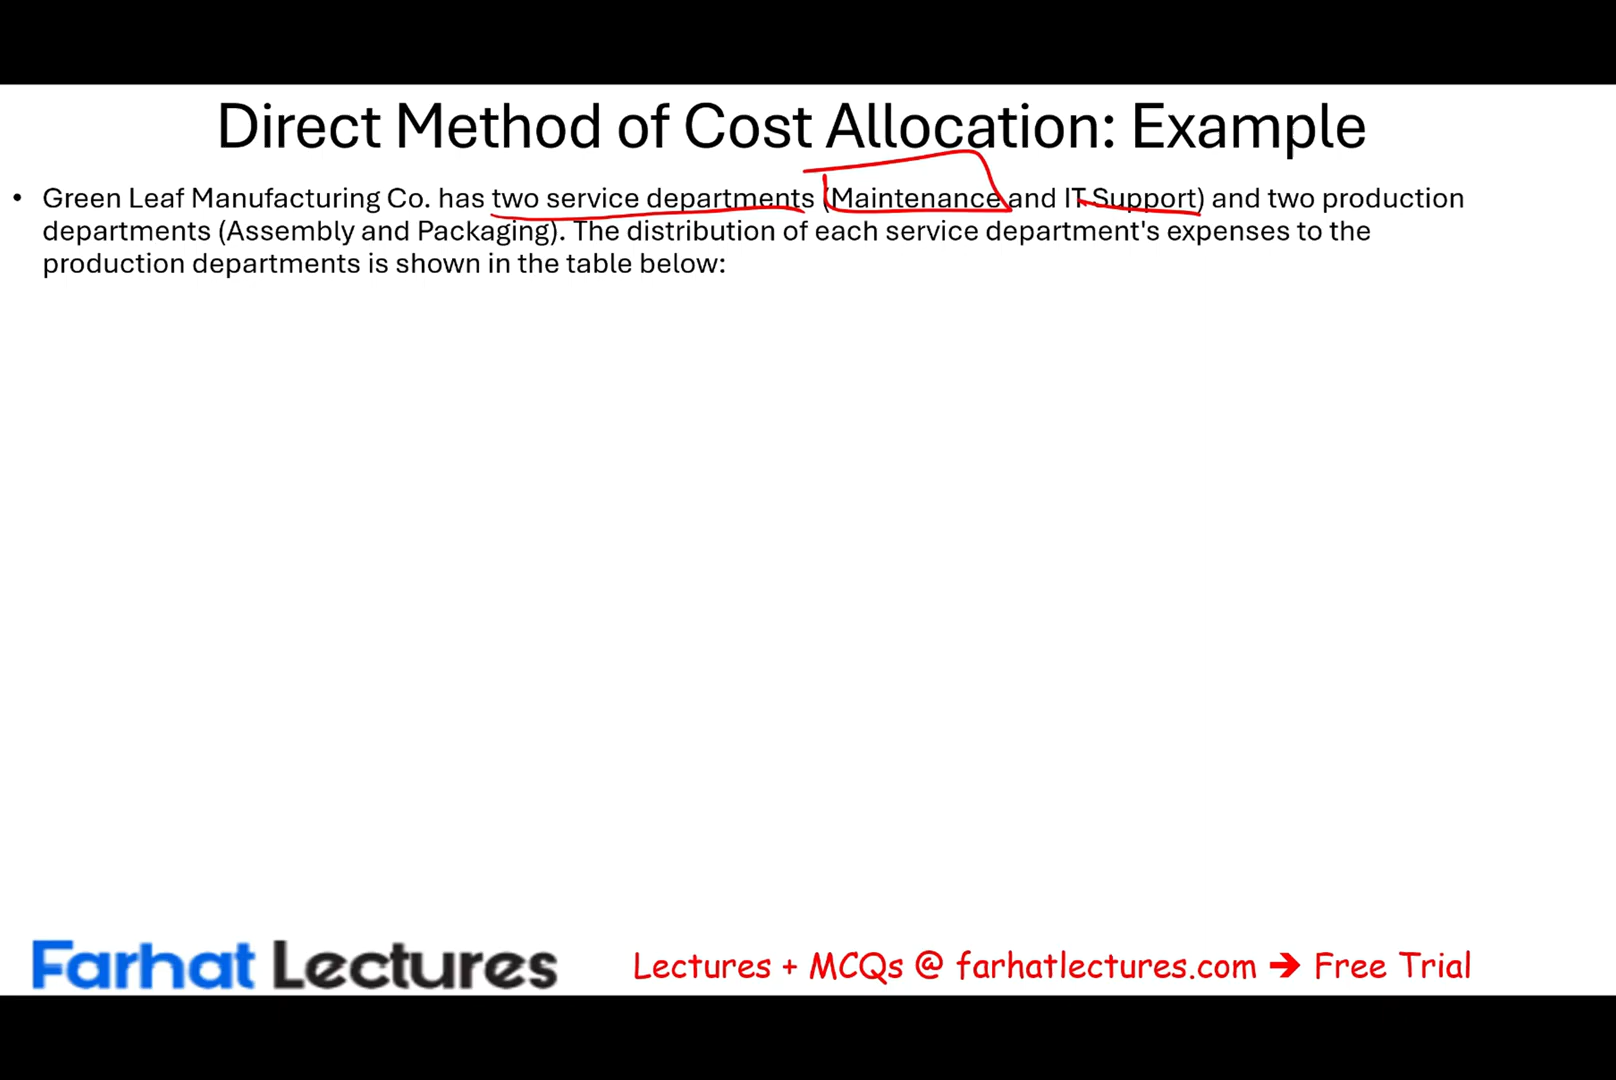 Direct Method of Cost Allocation: Example
• Green Leaf Manufacturing Co. has two service departments (Maintenance and IT Support) and two production
departments (Assembly and Packaging). The distribution of each service department's expenses to the
production departments is shown in the table below:
Farhat Lectures
Lectures + MCQs @ farhatlectures.com → Free Trial